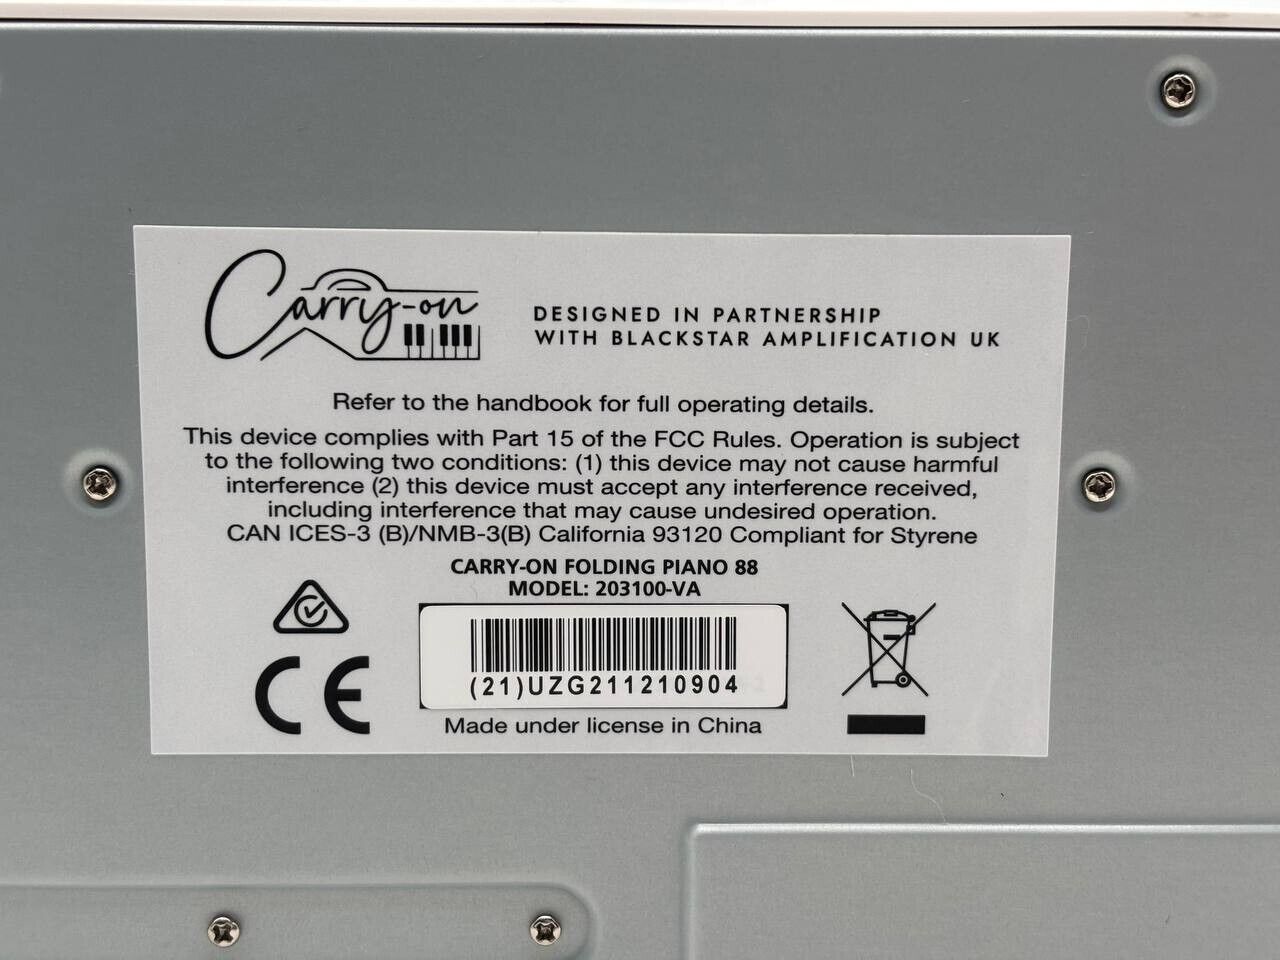 Carry-on
DESIGNED IN PARTNERSHIP
WITH BLACKSTAR AMPLIFICATION UK
Refer to the handbook for full operating details.
This device complies with Part 15 of the FCC Rules. Operation is subject
to the following two conditions: (1) this device may not cause harmful
interference (2) this device must accept any interference received,
including interference that may cause undesired operation.
CAN ICES-3 (B)/NMB-3(B) California 93120 Compliant for Styrene
CARRY-ON FOLDING PIANO 88
MODEL: 203100-VA
(21)UZG211210904
CE
Made under license in China